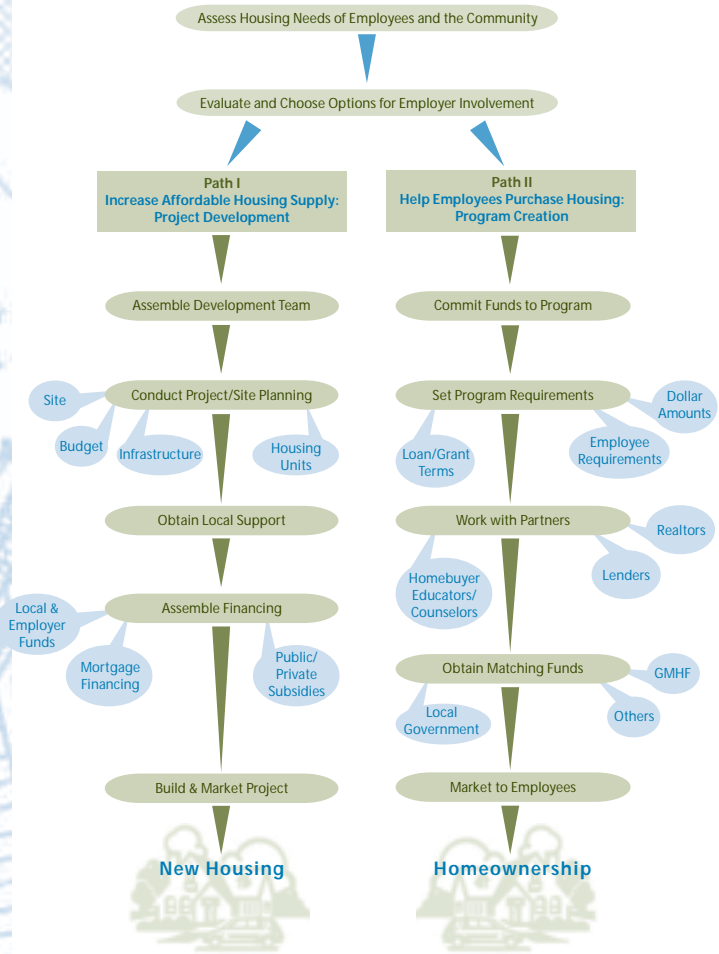 Assess Housing Needs of Employees and the Community
Evaluate and Choose Options for Employer Involvement
Path I
Increase Affordable Housing Supply:
Project Development
Assemble Development Team
Conduct Project/Site Planning
Site
Budget
Infrastructure
Housing
Units
Obtain Local Support
Assemble Financing
Local &
Employer
Funds
Mortgage
Financing
Public/
Private
Subsidies
Build & Market Project
New Housing
Path II
Help Employees Purchase Housing:
Program Creation
Commit Funds to Program
Set Program Requirements
Loan/Grant
Terms
Employee
Requirements
Dollar
Amounts
Work with Partners
Homebuyer
Educators/
Counselors
Lenders
Realtors
Obtain Matching Funds
Local
Government
Others
GMHF
Market to Employees
Homeownership